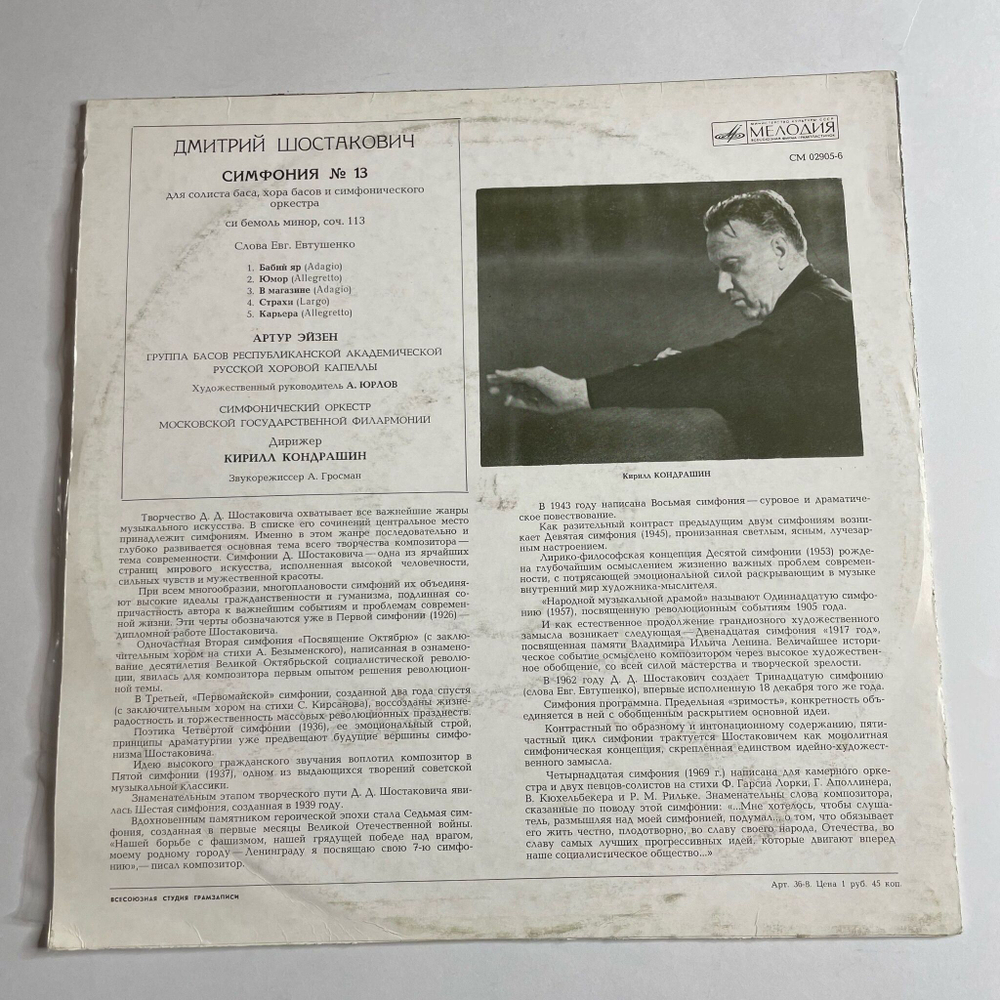 ДМИТРИЙ ШОСТАКОВИЧ
СИМФОНИЯ № 13
для солиста баса, хора басов и симфонического
оркестра
си бемоль минор, соч. 113
Слова Евг. Евтушенко
1. Бабий яр (Adagio)
2. Юмор (Allegretto)
3. В магазине (Adagio)
4. Страхи (Largo)
5. Карьера (Allegretto)
АРТУР ЭЙЗЕН
ГРУППА БАСОВ РЕСПУБЛИКАНСКОЙ АКАДЕМИЧЕСКОЙ
РУССКОЙ ХОРОВОЙ КАПЕЛЛЫ
Художественный руководитель А. ЮРЛОВ
СИМФОНИЧЕСКИЙ ОРКЕСТР
МОСКОВСКОЙ ГОСУДАРСТВЕННОЙ ФИЛАРМОНИИ
Дирижер
КИРИЛЛ КОНДРАШИН
Звукорежиссер А. Гросман
МИНИСТЕРСТВО КУЛЬТУРЫ СССР
МЕЛОДИЯ
ВСЕСОЮЗНАЯ ФИРМА ГРАМПЛАСТИНОК
СМ 02905-6
Кирилл КОНДРАШИН
Творчество Д. Д. Шостаковича охватывает все важнейшие жанры
музыкального искусства. В списке его сочинений центральное место
принадлежит симфониям. Именно в этом жанре последовательно и
глубоко развивается основная тема всего творчества композитора —
тема современности. Симфонии Д. Шостаковича — одна из ярчайших
страниц мирового искусства, исполненная высокой человечности,
сильных чувств и мужественной красоты.
При всем многообразии, многоплановости симфоний их объединя-
ют высокие идеалы гражданственности и гуманизма, подлинная со-
причастность автора к важнейшим событиям и проблемам современ-
ной жизни. Эти черты обозначаются уже в Первой симфонии (1926) —
дипломной работе Шостаковича.
Одночастная Вторая симфония «Посвящение Октябрю» (с заклю-
чительным хором на стихи А. Безыменского), написанная в ознамено-
вание десятилетия Великой Октябрьской социалистической револю-
ции, явилась для композитора первым опытом решения революцион-
ной темы.
В Третьей, «Первомайской» симфонии, созданной два года спустя
(с заключительным хором на стихи С. Кирсанова), воссозданы жизне-
радостность и торжественность массовых революционных празднеств.
Поэтика Четвертой симфонии (1936), ее эмоциональный строй,
принципы драматургии уже предвещают будущие вершины симфо-
низма Шостаковича.
Идею высокого гражданского звучания воплотил композитор в
Пятой симфонии (1937), одном из выдающихся творений советской
музыкальной классики.
Знаменательным этапом творческого пути Д. Д. Шостаковича яви-
лась Шестая симфония, созданная в 1939 году.
Вдохновенным памятником героической эпохи стала Седьмая сим-
фония, созданная в первые месяцы Великой Отечественной войны.
«Нашей борьбе с фашизмом, нашей грядущей победе над врагом,
моему родному городу — Ленинграду я посвящаю свою 7-ю симфо-
нию», — писал композитор.
В 1943 году написана Восьмая симфония — суровое и драматиче-
ское повествование.
Как разительный контраст предыдущим двум симфониям возни-
кает Девятая симфония (1945), пронизанная светлым, ясным, лучезар-
ным настроением.
Лирико-философская концепция Десятой симфонии (1953) рожде-
на глубочайшим осмыслением жизненно важных проблем современ-
ности, с потрясающей эмоциональной силой раскрывающим в музыке
внутренний мир художника-мыслителя.
«Народной музыкальной драмой» называют Одиннадцатую симфо-
нию (1957), посвященную революционным событиям 1905 года.
И как естественное продолжение грандиозного художественного
замысла возникает следующая — Двенадцатая симфония «1917 год»,
посвященная памяти Владимира Ильича Ленина. Величайшее истори-
ческое событие осмыслено композитором через высокое художествен-
ное обобщение, со всей силой мастерства и творческой зрелости.
В 1962 году Д. Д. Шостакович создает Тринадцатую симфонию
(слова Евг. Евтушенко), впервые исполненную 18 декабря того же года.
Симфония программна. Предельная «зримость», конкретность объ-
единяется в ней с обобщенным раскрытием основной идеи.
Контрастный по образному и интонационному содержанию, пяти-
частный цикл симфонии трактуется Шостаковичем как монолитная
симфоническая концепция, скреплённая единством идейно-художест-
венного замысла.
Четырнадцатая симфония (1969 г.) написана для камерного орке-
стра и двух певцов-солистов на стихи Ф. Гарсиа Лорки, Г. Аполлинера,
В. Кюхельбекера и Р. М. Рильке. Знаменательны слова композитора,
сказанные по поводу этой симфонии: «...Мне хотелось, чтобы слуша-
тель, размышляя над моей симфонией, подумал... о том, что обязывает
его жить честно, плодотворно, во славу своего народа, Отечества, во
славу самых лучших прогрессивных идей, которые двигают вперед
наше социалистическое общество...»
ВСЕСОЮЗНАЯ СТУДИЯ ГРАМЗАПИСИ
Арт. 36-8. Цена 1 руб. 45 коп.